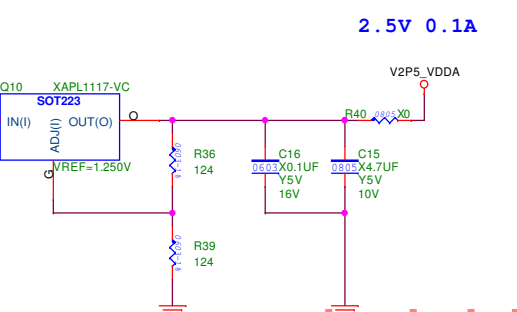 2.5V 0.1A
V2P5_VDDA
Q10 XAPL1117-VC
SOT223
R40 0805 X0
IN(I) OUT(O) O
ADJ(I)
G VREF=1.250V
R36
124
C16
0603 X0.1UF
Y5V
16V
C15
0805 X4.7UF
Y5V
10V
R39
124